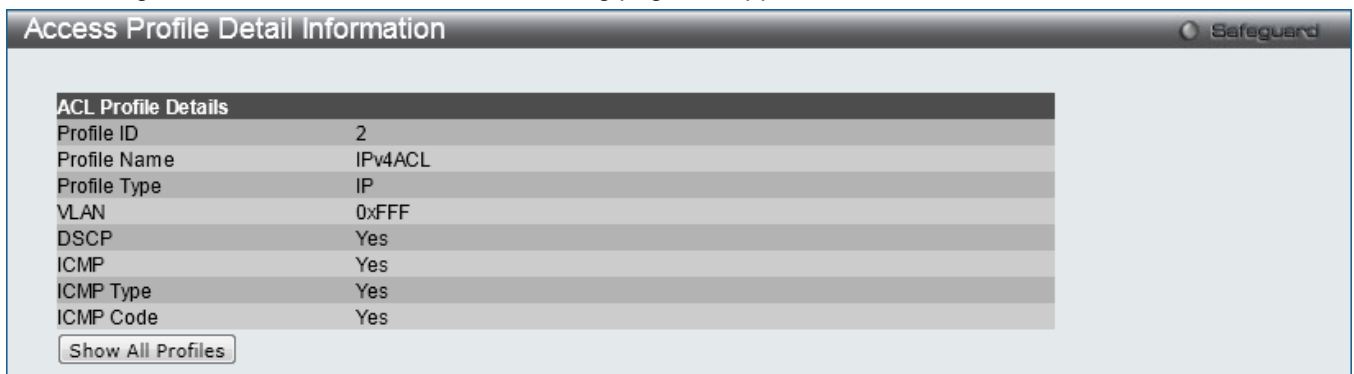 Access Profile Detail Information
Safeguard
ACL Profile Details
Profile ID 2
Profile Name IPv4ACL
Profile Type IP
VLAN 0xFFF
DSCP Yes
ICMP Yes
ICMP Type Yes
ICMP Code Yes
Show All Profiles